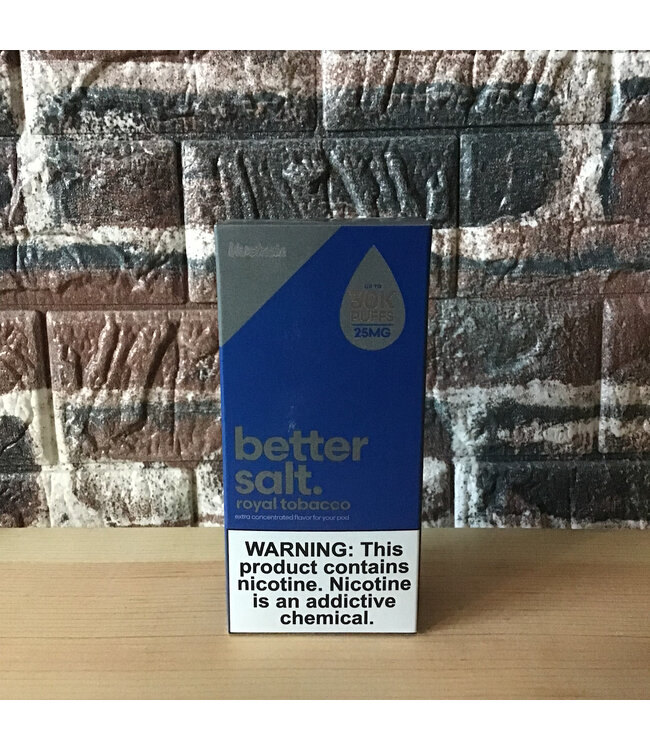 UP TO
30K
PUFFS
25MG
better
salt.
royal tobacco
extra concentrated flavor for your pod
WARNING: This
product contains
nicotine. Nicotine
is an addictive
chemical.